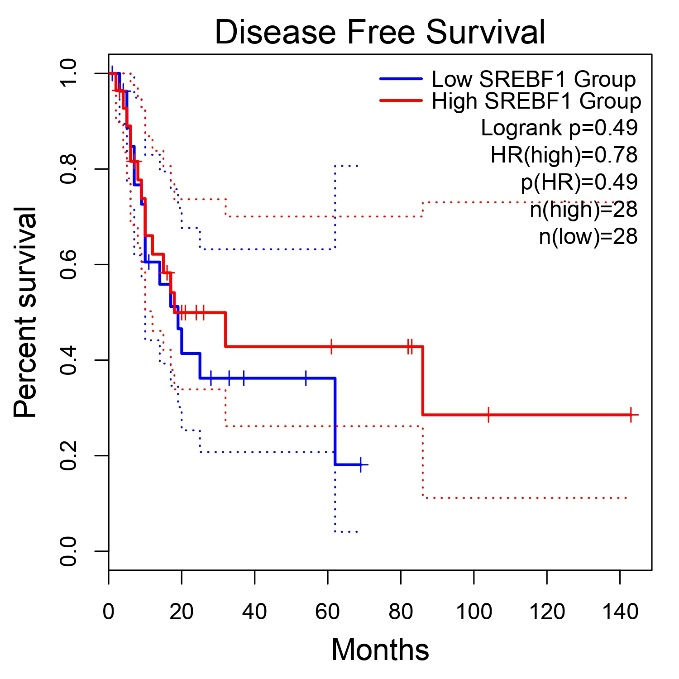 Disease Free Survival
Low SREBF1 Group
High SREBF1 Group
Logrank p=0.49
HR(high)=0.78
p(HR)=0.49
n(high)=28
n(low)=28
Percent survival
1.0
0.8
0.6
0.4
0.2
0.0
0 20 40 60 80 100 120 140
Months